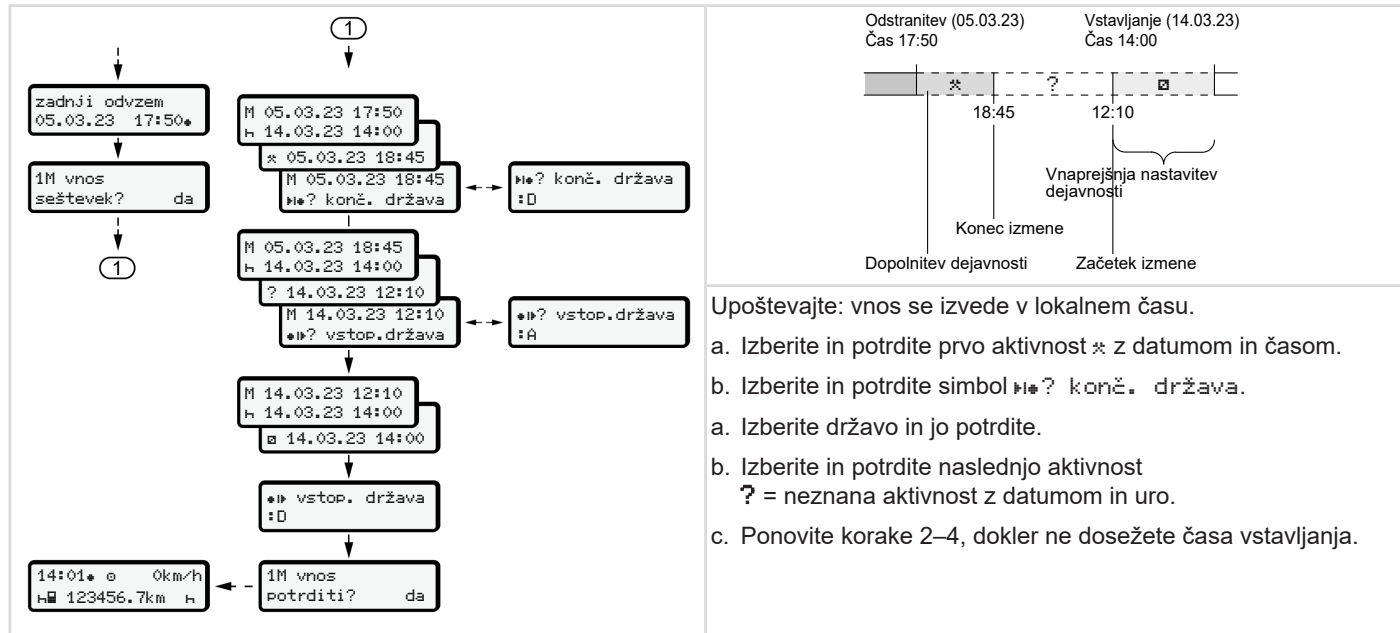 1
zadnji odvzem
05.03.23 17:50
1M vnos
seštevek? da
1
M 05.03.23 17:50
14.03.23 14:00
05.03.23 18:45
M 05.03.23 18:45
? konč. država
? konč. država
:D
M 05.03.23 18:45
14.03.23 14:00
? 14.03.23 12:10
M 14.03.23 12:10
? vstop.država
? vstop.država
:A
M 14.03.23 12:10
14.03.23 14:00
14.03.23 14:00
vstop. država
:D
1M vnos
potrditi? da
14:01 0km/h
123456.7km
Odstranitev (05.03.23)
Čas 17:50
Vstavljanje (14.03.23)
Čas 14:00
?
18:45
12:10
Vnaprejšnja nastavitev
dejavnosti
Konec izmene
Dopolnitev dejavnosti
Začetek izmene
Upoštevajte: vnos se izvede v lokalnem času.
a. Izberite in potrdite prvo aktivnost z datumom in časom.
b. Izberite in potrdite simbol ? konč. država.
a. Izberite državo in jo potrdite.
b. Izberite in potrdite naslednjo aktivnost
? = neznana aktivnost z datumom in uro.
c. Ponovite korake 2–4, dokler ne dosežete časa vstavljanja.